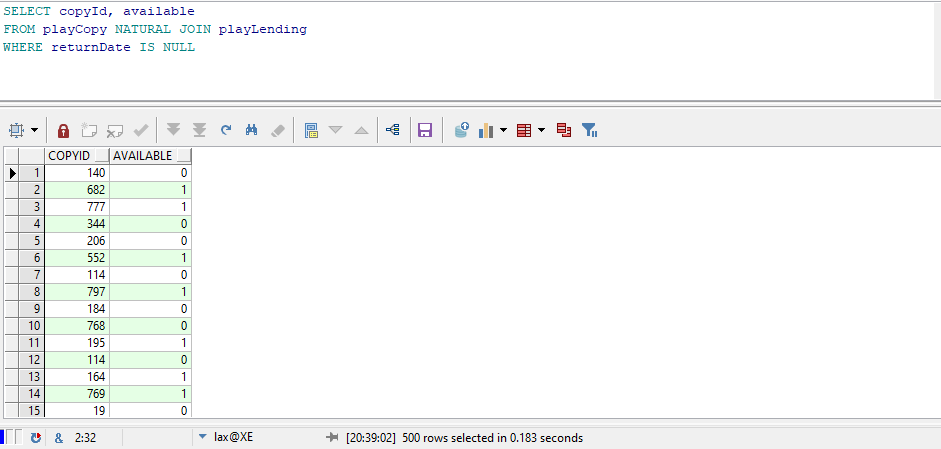 SELECT copyId, available
FROM playCopy NATURAL JOIN playLending
WHERE returnDate IS NULL
COPYID AVAILABLE
1 140 0
2 682 1
3 777 1
4 344 0
5 206 0
6 552 1
7 114 0
8 797 1
9 184 0
10 768 0
11 195 1
12 114 0
13 164 1
14 769 1
15 19 0
& 2:32 lax@XE [20:39:02] 500 rows selected in 0.183 seconds